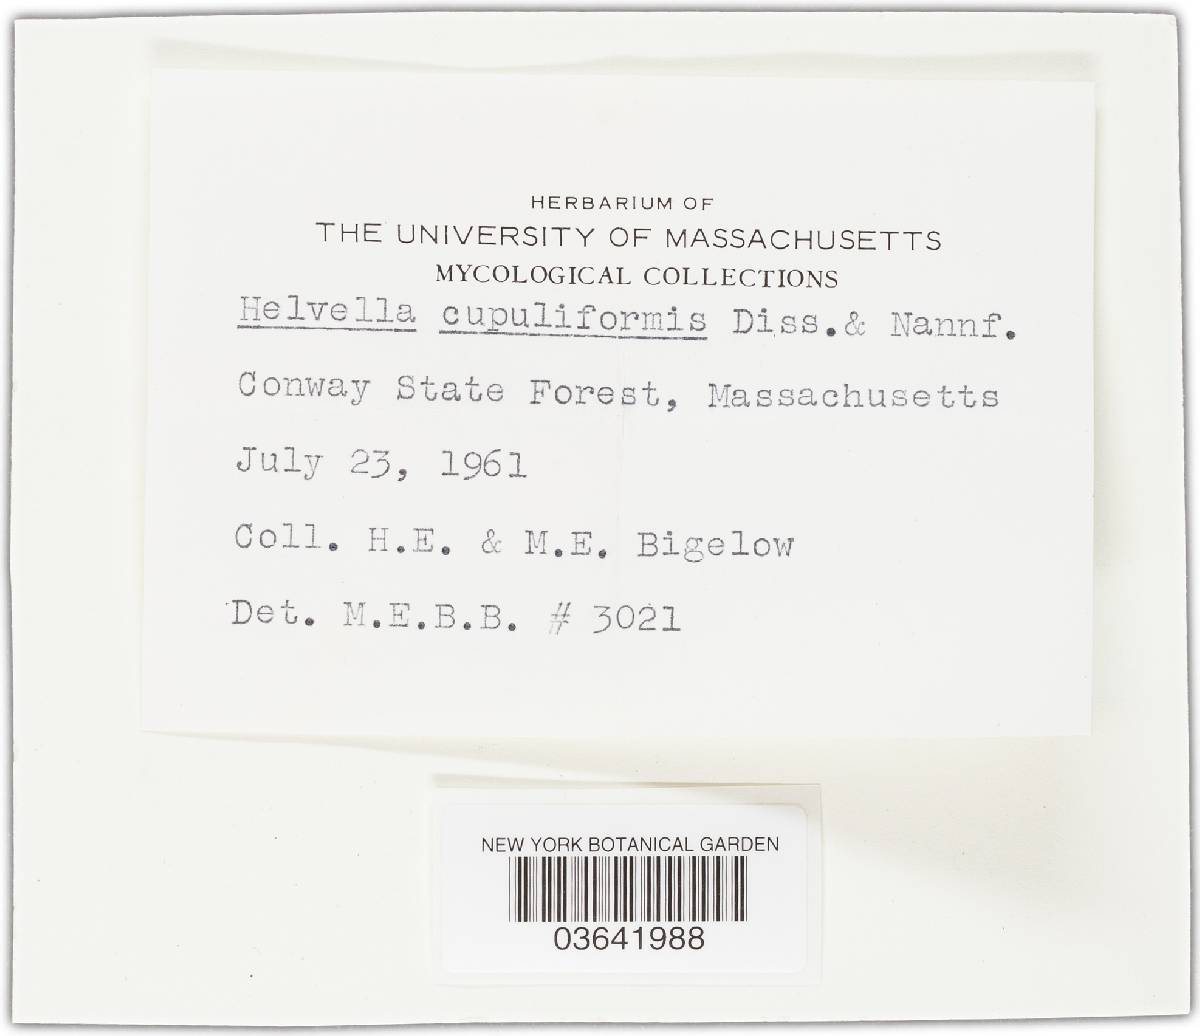 HERBARIUM OF
THE UNIVERSITY OF MASSACHUSETTS
MYCOLOGICAL COLLECTIONS
Helvella cupuliformis Diss.& Nannf.
Conway State Forest, Massachusetts
July 23, 1961
Coll. H.E. & M.E. Bigelow
Det. M.E.B.B. # 3021
NEW YORK BOTANICAL GARDEN
03641988